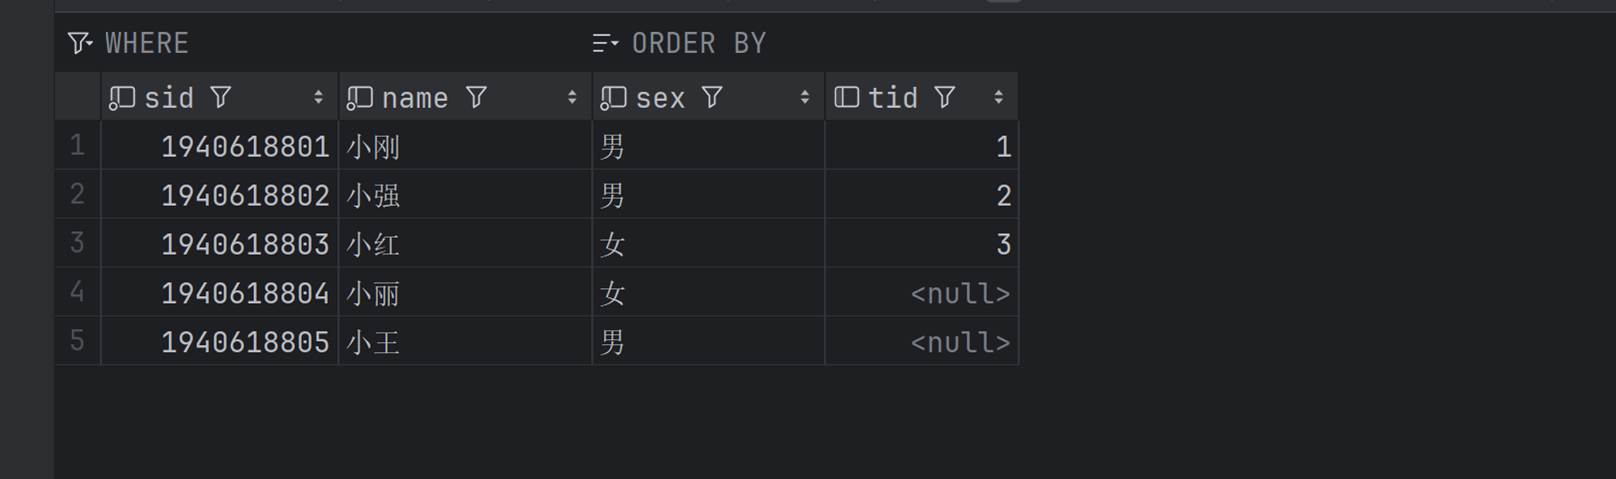 WHERE ORDER BY
sid name sex tid
1 1940618801 小刚 男 1
2 1940618802 小强 男 2
3 1940618803 小红 女 3
4 1940618804 小丽 女 <null>
5 1940618805 小王 男 <null>